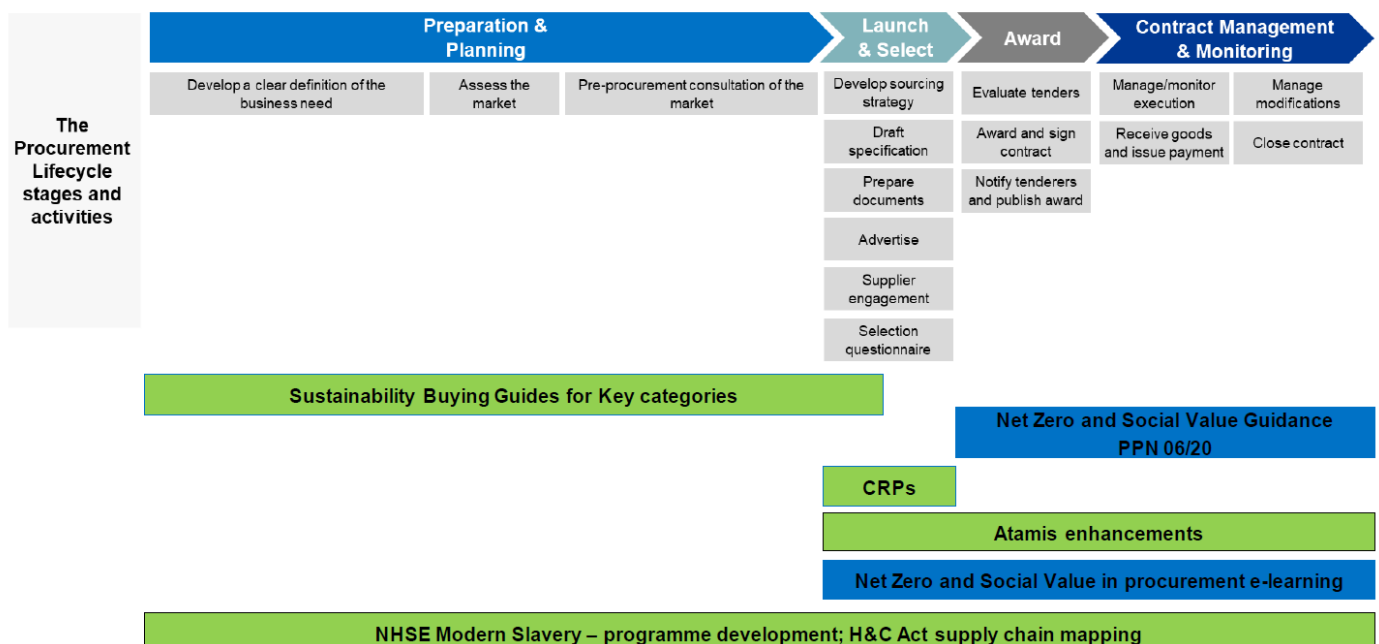 The
Procurement
Lifecycle
stages and
activities
Preparation &
Planning
Launch
& Select
Award
Contract Management
& Monitoring
Develop a clear definition of the
business need
Assess the
market
Pre-procurement consultation of the
market
Develop sourcing
strategy
Draft
specification
Prepare
documents
Advertise
Supplier
engagement
Selection
questionnaire
Evaluate tenders
Award and sign
contract
Notify tenderers
and publish award
Manage/monitor
execution
Receive goods
and issue payment
Manage
modifications
Close contract
Sustainability Buying Guides for Key categories
Net Zero and Social Value Guidance
PPN 06/20
CRPs
Atamis enhancements
Net Zero and Social Value in procurement e-learning
NHSE Modern Slavery – programme development; H&C Act supply chain mapping